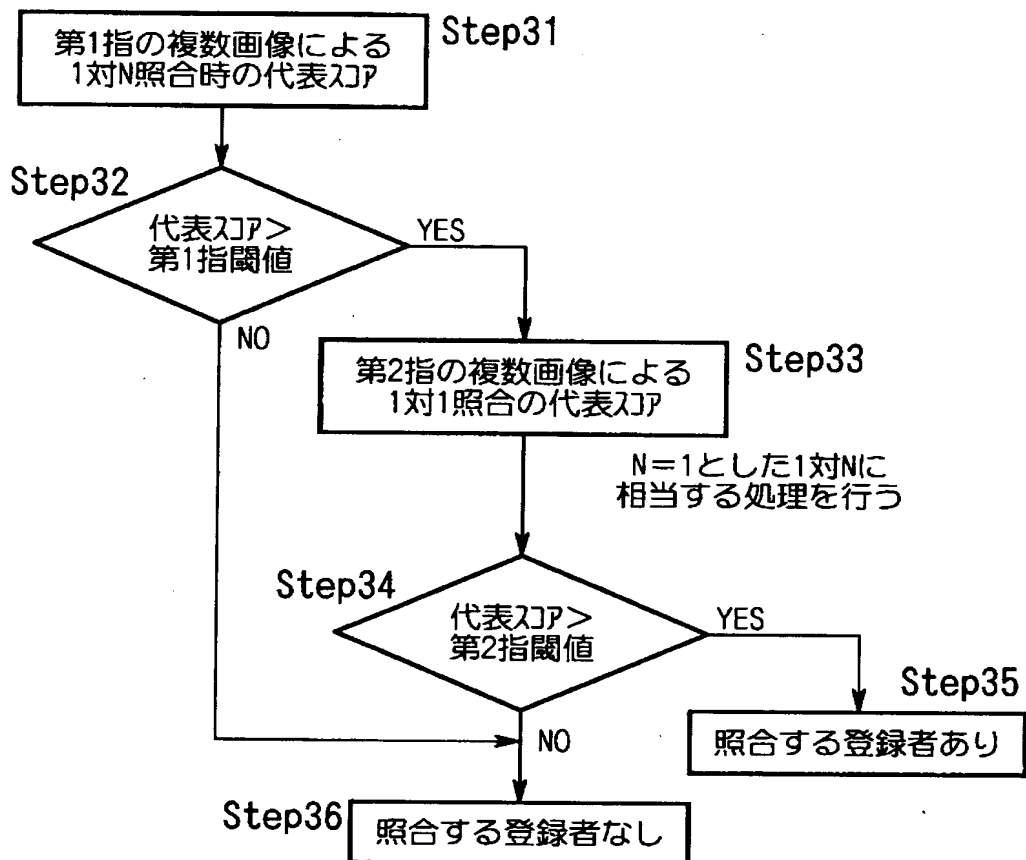 第1指の複数画像による
1対N照合時の代表ｽｺｱ
Step31
Step32
代表ｽｺｱ＞
第1指閾値
YES
NO
第2指の複数画像による
1対1照合の代表ｽｺｱ
Step33
N＝1とした1対Nに
相当する処理を行う
Step34
代表ｽｺｱ＞
第2指閾値
YES
NO
Step35
照合する登録者あり
Step36
照合する登録者なし